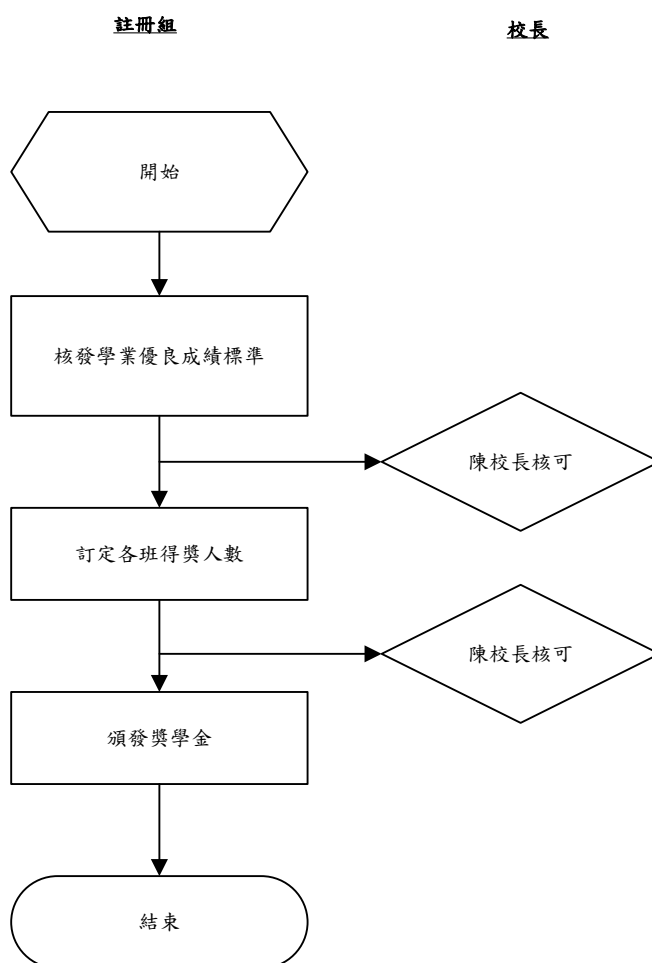 註冊組
校長
開始
核發學業優良成績標準
陳校長核可
訂定各班得獎人數
陳校長核可
頒發獎學金
結束